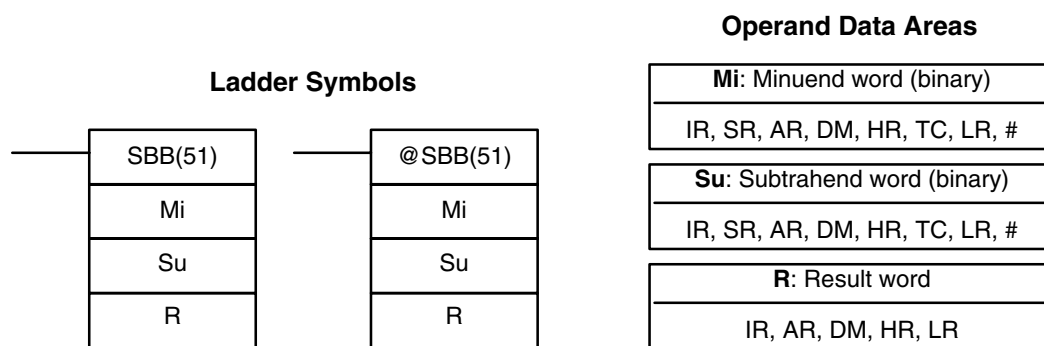 Operand Data Areas
Ladder Symbols
Mi: Minuend word (binary)
IR, SR, AR, DM, HR, TC, LR, #
Su: Subtrahend word (binary)
IR, SR, AR, DM, HR, TC, LR, #
R: Result word
IR, AR, DM, HR, LR
SBB(51)
Mi
Su
R
@SBB(51)
Mi
Su
R